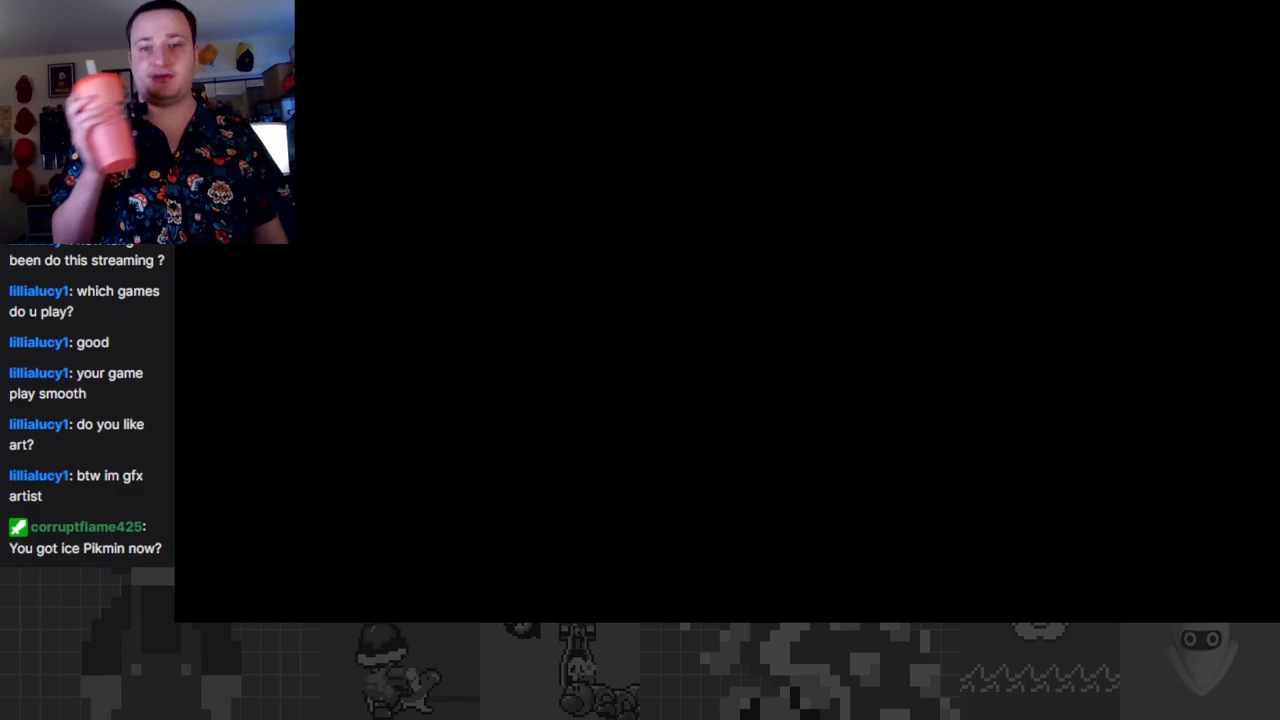 been do this streaming ?
lillialucy1: which games
do u play?
lillialucy1: good
lillialucy1: your game
play smooth
lillialucy1: do you like
art?
lillialucy1: btw im gfx
artist
corruptflame425:
You got ice Pikmin now?